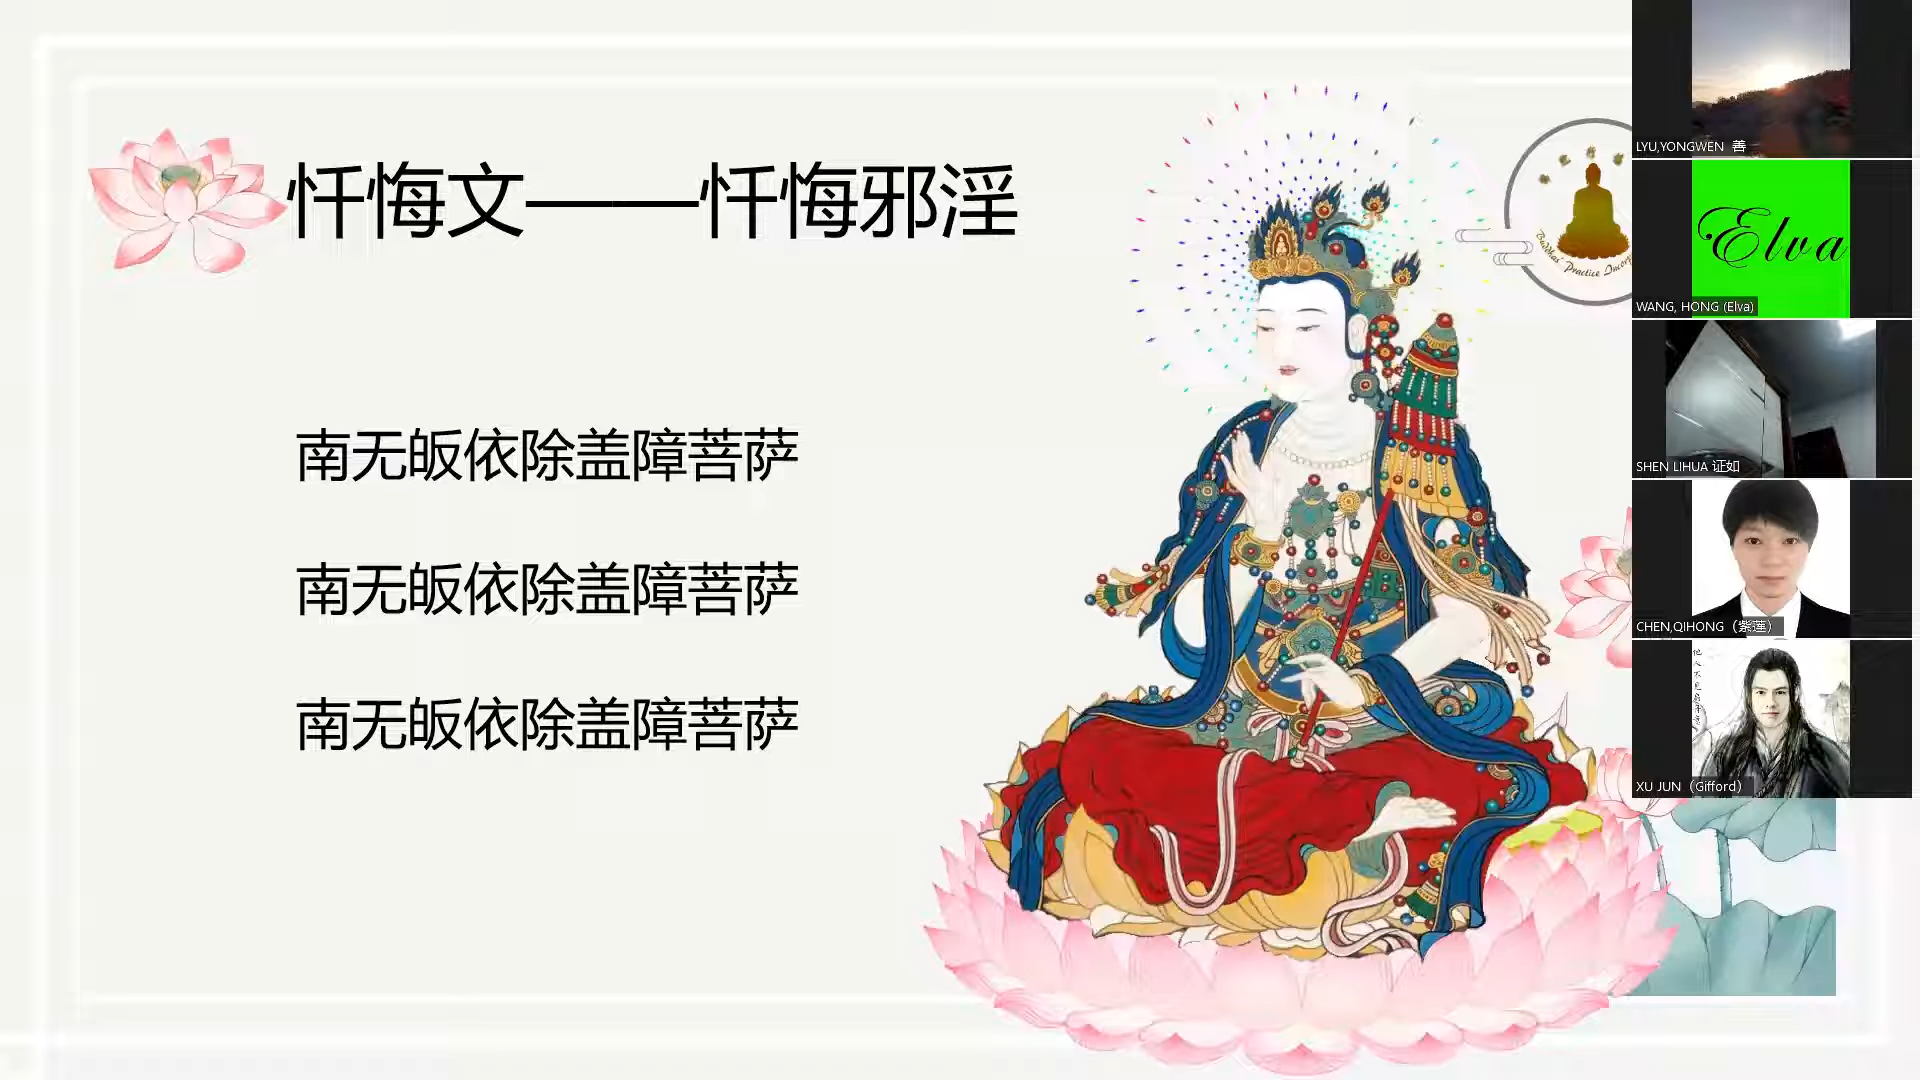 忏悔文——忏悔邪淫
南无皈依除盖障菩萨
南无皈依除盖障菩萨
南无皈依除盖障菩萨
Buddhas' Practice
LYU,YONGWEN 善
Elva
WANG, HONG (Elva)
SHEN LIHUA 证如
CHEN,QIHONG（紫莲）
XU JUN（Gifford）